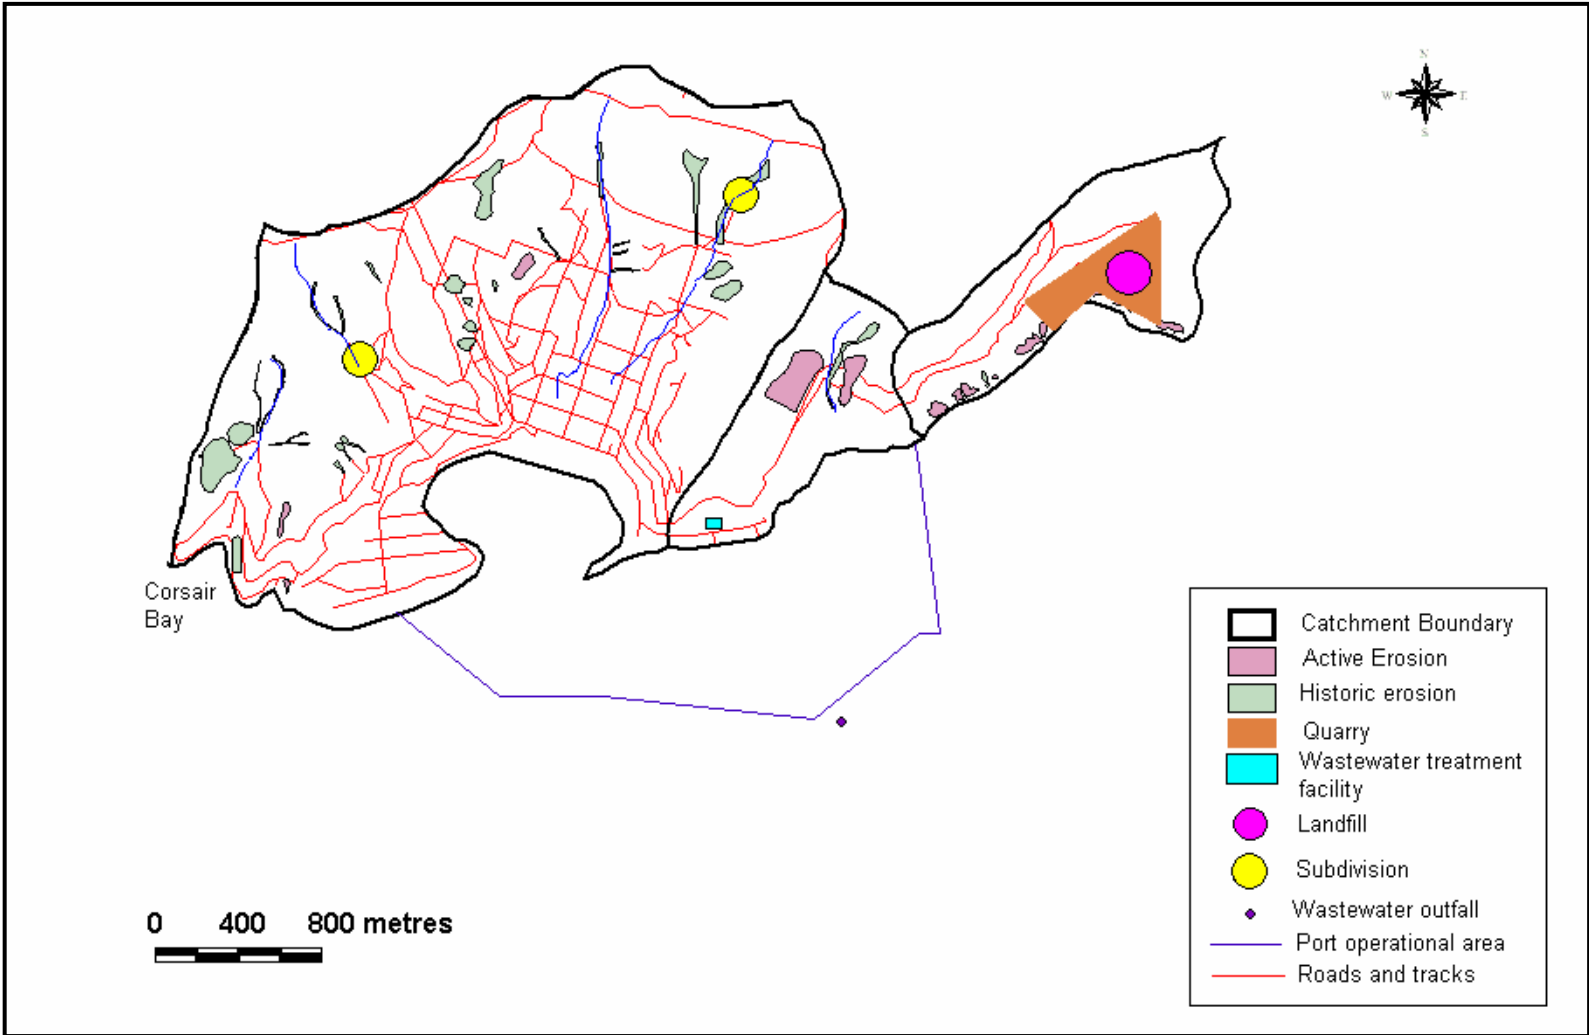 N
W E
S
Corsair
Bay
Catchment Boundary
Active Erosion
Historic erosion
Quarry
Wastewater treatment
facility
Landfill
Subdivision
Wastewater outfall
Port operational area
Roads and tracks
0 400 800 metres